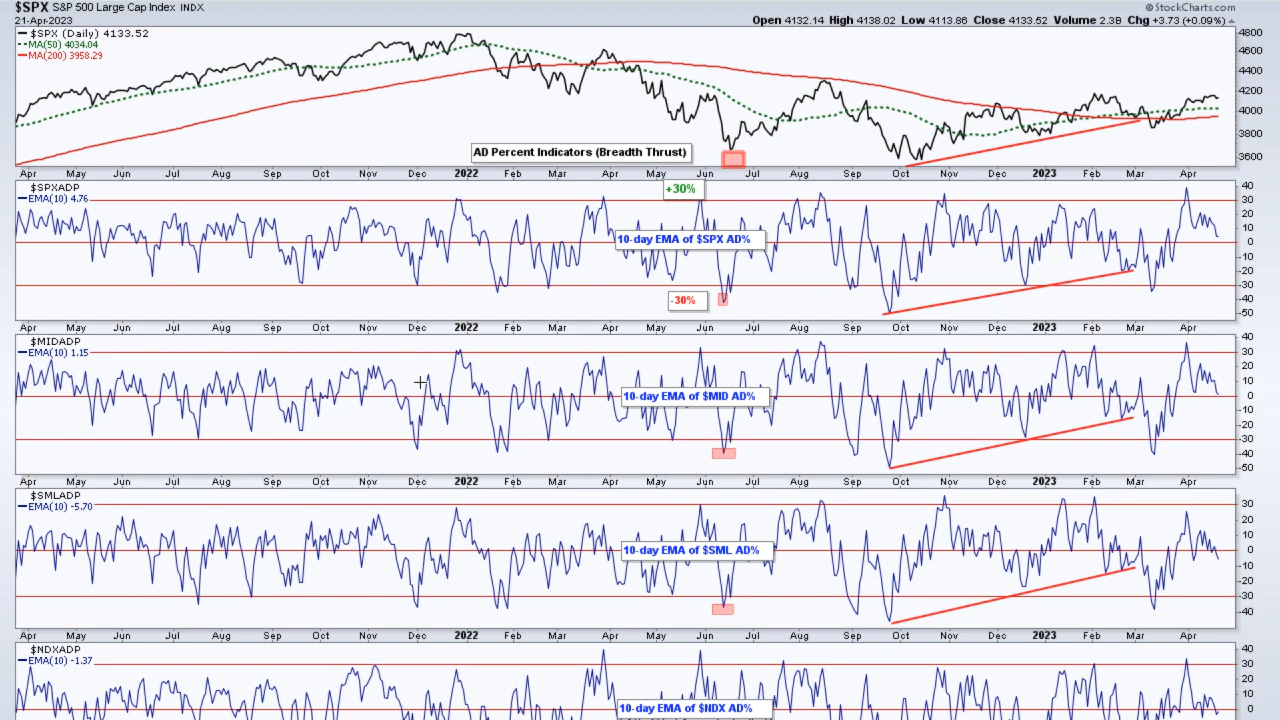 $SPX S&P 500 Large Cap Index INDX
© StockCharts.com
21-Apr-2023
Open 4132.14 High 4138.02 Low 4113.86 Close 4133.52 Volume 2.3B Chg +3.73 (+0.09%)
$SPX (Daily) 4133.52
MA(50) 4034.04
MA(200) 3958.29
4800
4400
4200
4000
3800
3600
AD Percent Indicators (Breadth Thrust)
Apr May Jun Jul Aug Sep Oct Nov Dec 2022 Feb Mar Apr May Jun Jul Aug Sep Oct Nov Dec 2023 Feb Mar Apr
$SPXADP
EMA(10) 4.76
+30%
10-day EMA of $SPX AD%
-30%
40
30
20
10
0
-10
-20
-30
-40
-50
Apr May Jun Jul Aug Sep Oct Nov Dec 2022 Feb Mar Apr May Jun Jul Aug Sep Oct Nov Dec 2023 Feb Mar Apr
$MIDADP
EMA(10) 1.15
10-day EMA of $MID AD%
40
30
20
10
0
-10
-20
-30
-40
-50
Apr May Jun Jul Aug Sep Oct Nov Dec 2022 Feb Mar Apr May Jun Jul Aug Sep Oct Nov Dec 2023 Feb Mar Apr
$SMLADP
EMA(10) -5.70
10-day EMA of $SML AD%
30
20
10
0
-10
-20
-30
-40
Apr May Jun Jul Aug Sep Oct Nov Dec 2022 Feb Mar Apr May Jun Jul Aug Sep Oct Nov Dec 2023 Feb Mar Apr
$NDXADP
EMA(10) -1.37
10-day EMA of $NDX AD%
40
30
20
10
0